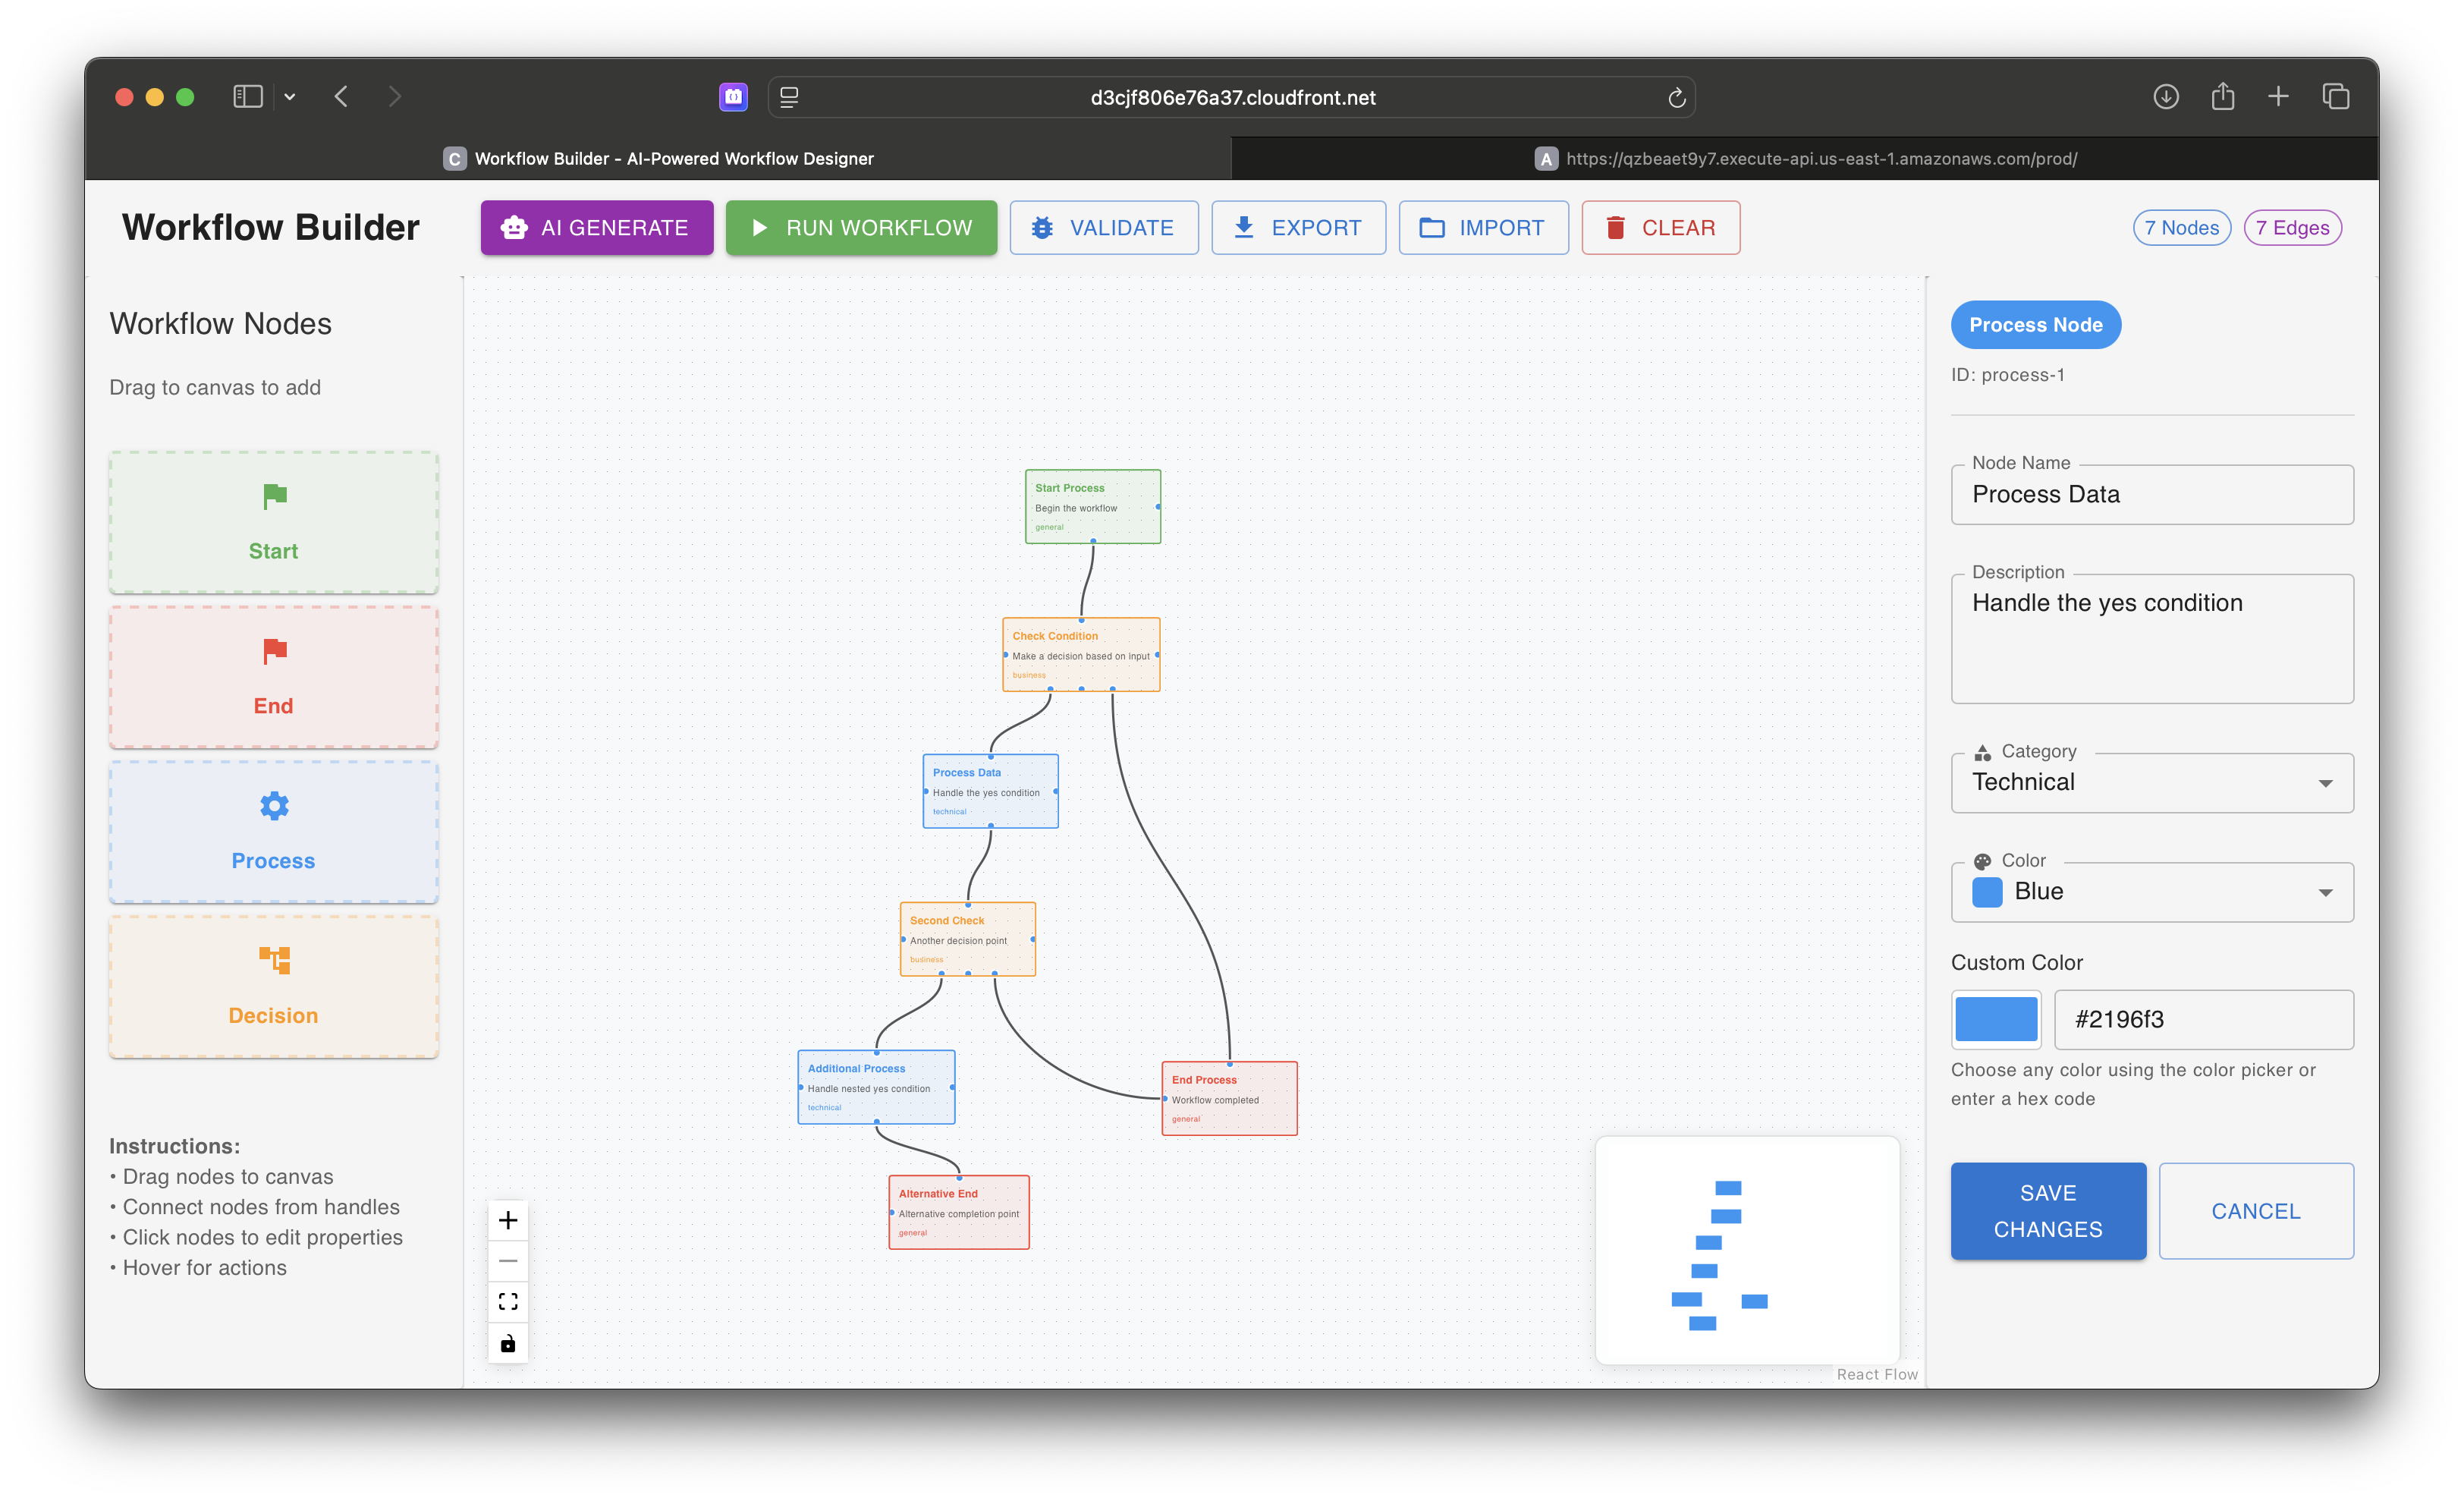 d3cjf806e76a37.cloudfront.net
C Workflow Builder - AI-Powered Workflow Designer
A https://qzbeaet9y7.execute-api.us-east-1.amazonaws.com/prod/
Workflow Builder
AI GENERATE
RUN WORKFLOW
VALIDATE
EXPORT
IMPORT
CLEAR
7 Nodes
7 Edges
Workflow Nodes
Drag to canvas to add
Start
End
Process
Decision
Instructions:
• Drag nodes to canvas
• Connect nodes from handles
• Click nodes to edit properties
• Hover for actions
Start Process
Begin the workflow
general
Check Condition
Make a decision based on input
business
Process Data
Handle the yes condition
technical
Second Check
Another decision point
business
Additional Process
Handle nested yes condition
technical
End Process
Workflow completed
general
Alternative End
Alternative completion point
general
React Flow
Process Node
ID: process-1
Node Name
Process Data
Description
Handle the yes condition
Category
Technical
Color
Blue
Custom Color
#2196f3
Choose any color using the color picker or
enter a hex code
SAVE
CHANGES
CANCEL